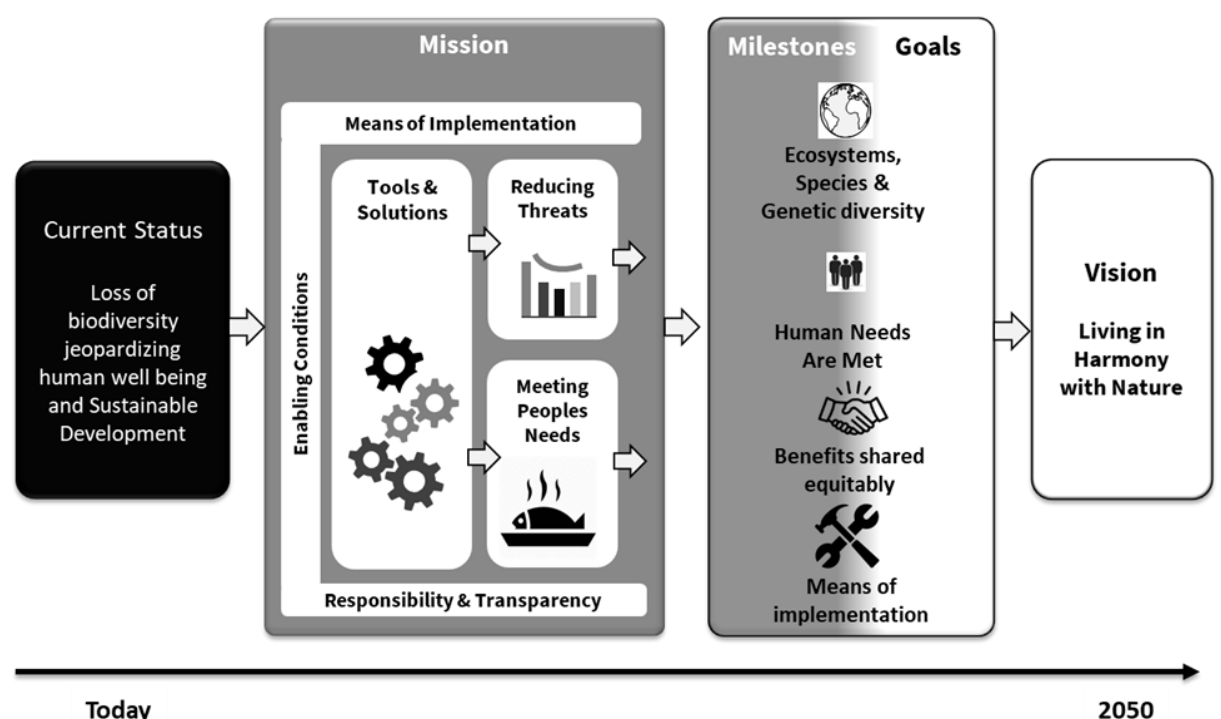 Current Status
Loss of
biodiversity
jeopardizing
human well being
and Sustainable
Development
Mission
Means of Implementation
Enabling Conditions
Tools &
Solutions
Reducing
Threats
Meeting
Peoples
Needs
Responsibility & Transparency
Milestones Goals
Ecosystems,
Species &
Genetic diversity
Human Needs
Are Met
Benefits shared
equitably
Means of
implementation
Vision
Living in
Harmony
with Nature
Today
2050